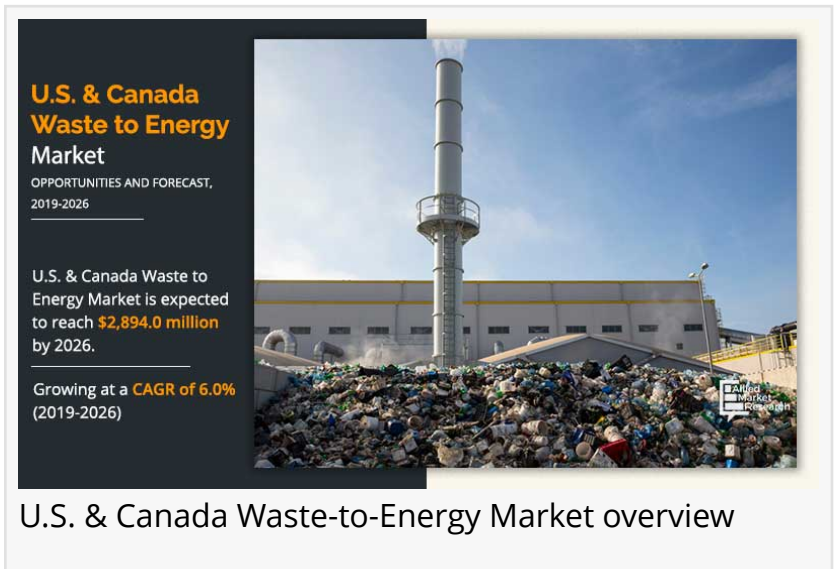 U.S. & Canada
Waste to Energy
Market
OPPORTUNITIES AND FORECAST,
2019-2026
U.S. & Canada Waste to
Energy Market is expected
to reach $2,894.0 million
by 2026.
Growing at a CAGR of 6.0%
(2019-2026)
Allied
Market
Research
U.S. & Canada Waste-to-Energy Market overview